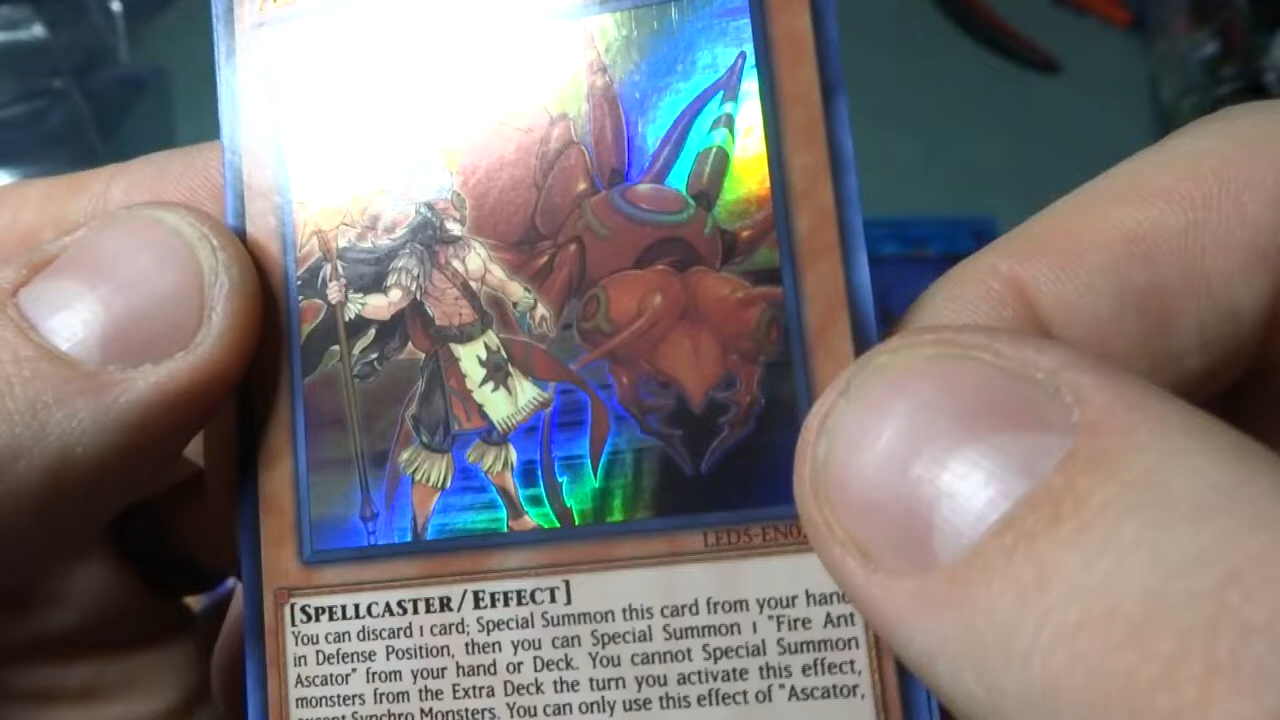 LED5-EN0
[SPELLCASTER/EFFECT]
You can discard 1 card; Special Summon this card from your hand
in Defense Position, then you can Special Summon 1 "Fire Ant
Ascator" from your hand or Deck. You cannot Special Summon
monsters from the Extra Deck the turn you activate this effect,
except Synchro Monsters. You can only use this effect of "Ascator,